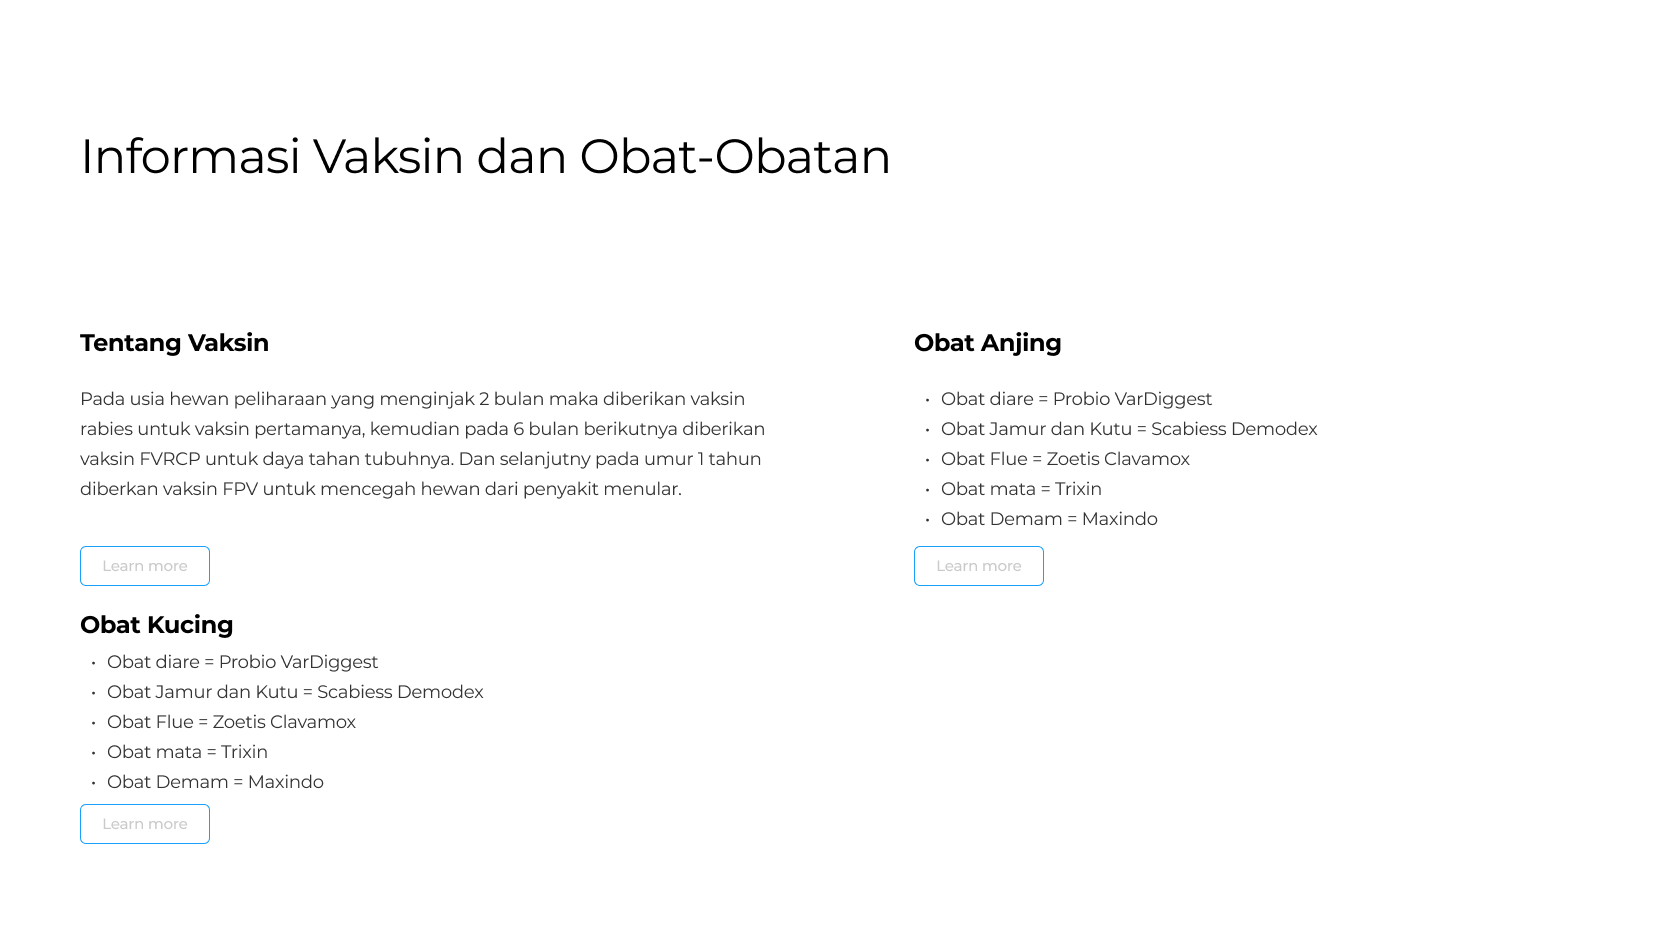 Informasi Vaksin dan Obat-Obatan
Tentang Vaksin
Pada usia hewan peliharaan yang menginjak 2 bulan maka diberikan vaksin
rabies untuk vaksin pertamanya, kemudian pada 6 bulan berikutnya diberikan
vaksin FVRCP untuk daya tahan tubuhnya. Dan selanjutny pada umur 1 tahun
diberkan vaksin FPV untuk mencegah hewan dari penyakit menular.
Learn more
Obat Anjing
• Obat diare = Probio VarDiggest
• Obat Jamur dan Kutu = Scabiess Demodex
• Obat Flue = Zoetis Clavamox
• Obat mata = Trixin
• Obat Demam = Maxindo
Learn more
Obat Kucing
• Obat diare = Probio VarDiggest
• Obat Jamur dan Kutu = Scabiess Demodex
• Obat Flue = Zoetis Clavamox
• Obat mata = Trixin
• Obat Demam = Maxindo
Learn more